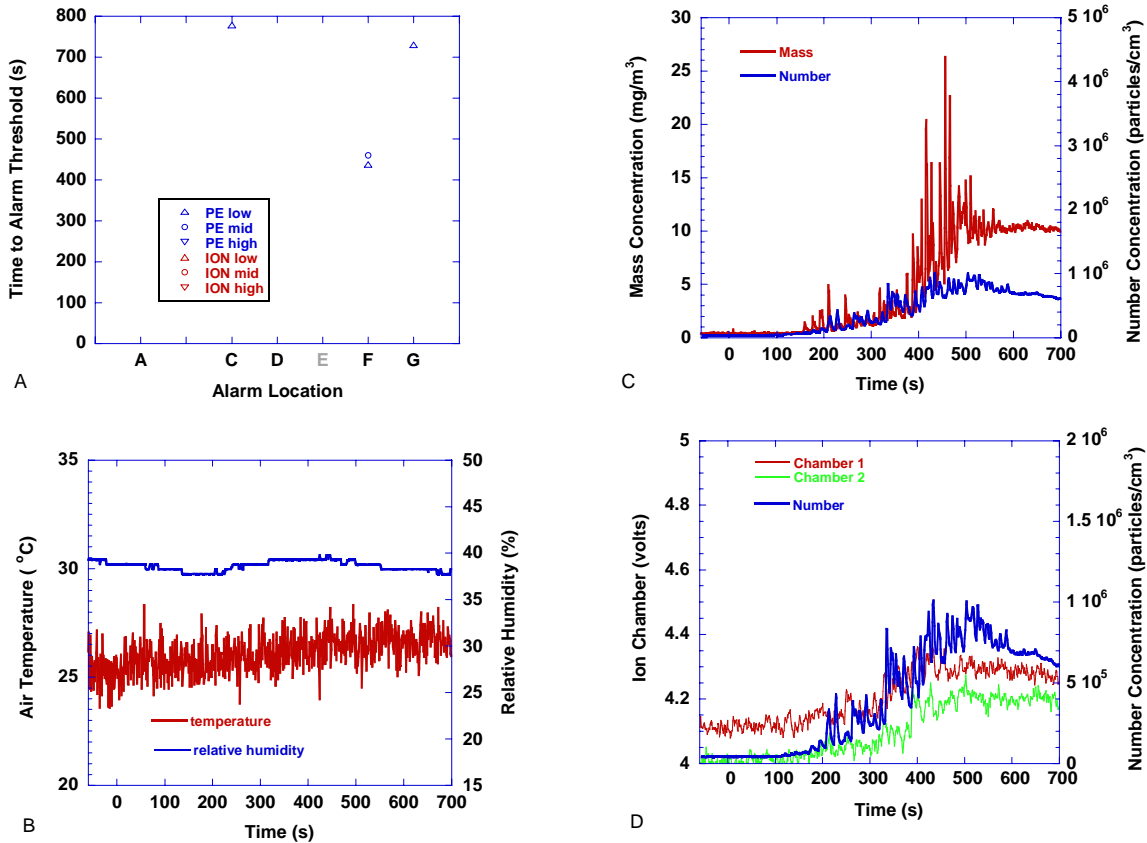 800
700
600
500
400
300
200
100
0
Time to Alarm Threshold (s)
PE low
PE mid
PE high
ION low
ION mid
ION high
A C D E F G
Alarm Location
A
30
25
20
15
10
5
0
Mass Concentration (mg/m³)
Mass
Number
5 10⁶
4 10⁶
3 10⁶
2 10⁶
1 10⁶
0
Number Concentration (particles/cm³)
0 100 200 300 400 500 600 700
Time (s)
C
35
30
25
20
Air Temperature ( °C)
temperature
relative humidity
50
45
40
35
30
25
20
15
Relative Humidity (%)
0 100 200 300 400 500 600 700
Time (s)
B
5
4.8
4.6
4.4
4.2
4
Ion Chamber (volts)
Chamber 1
Chamber 2
Number
2 10⁶
1.5 10⁶
1 10⁶
5 10⁵
0
Number Concentration (particles/cm³)
0 100 200 300 400 500 600 700
Time (s)
D